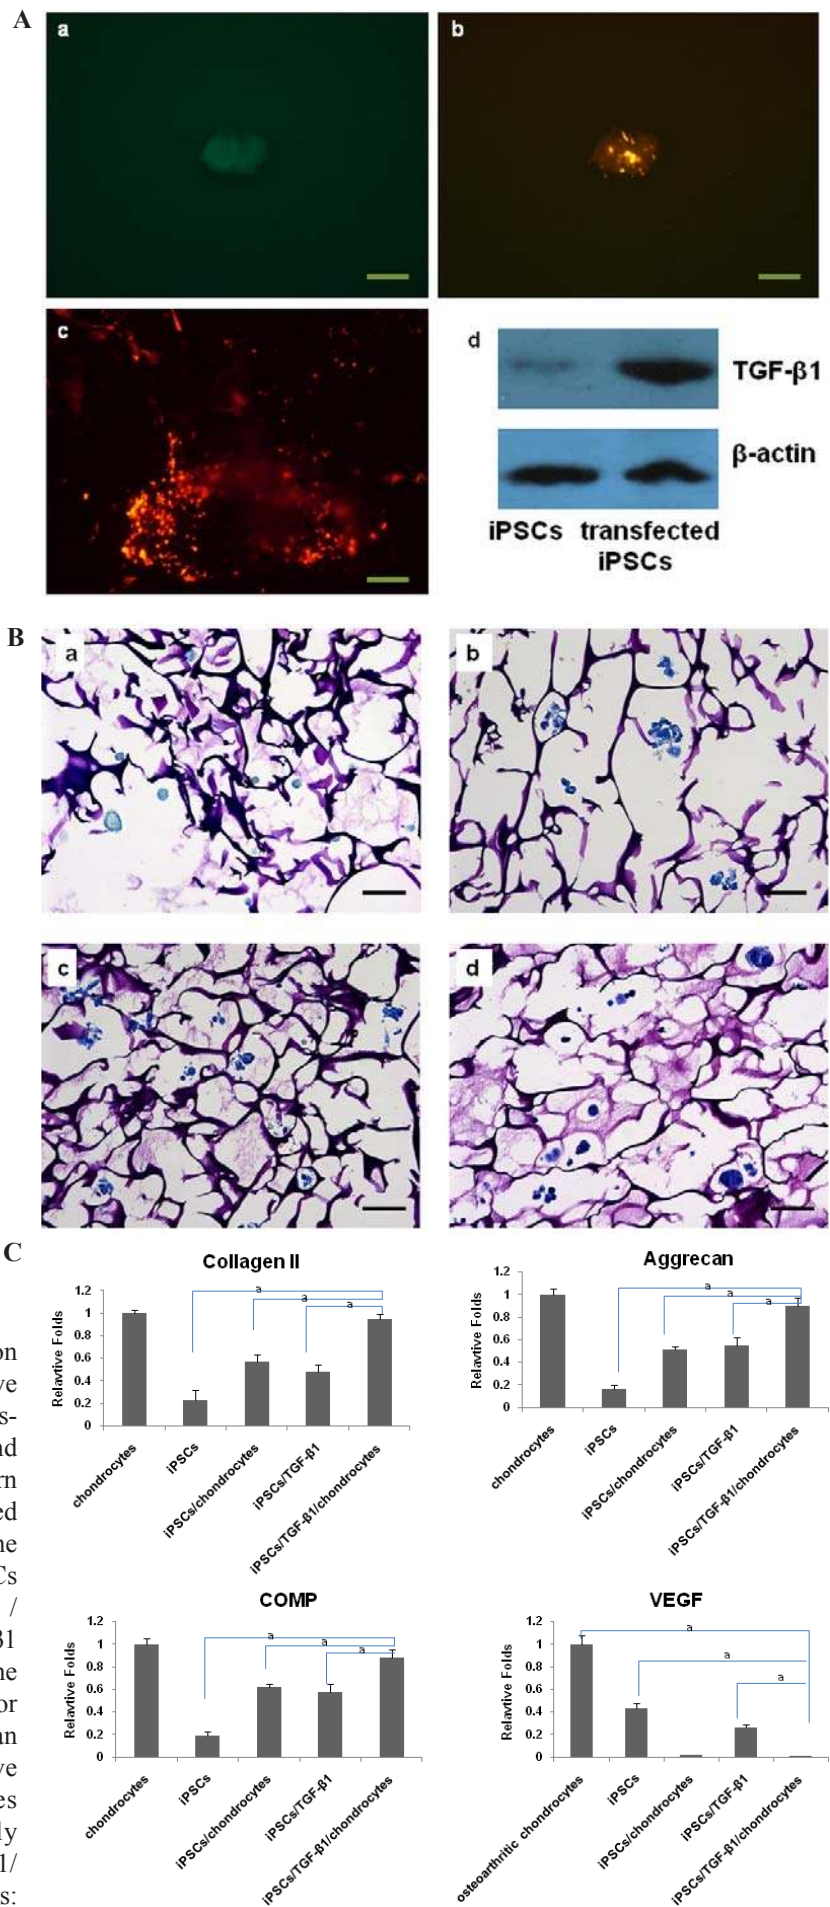 A
a
b
c
d
TGF-β1
β-actin
iPSCs transfected
iPSCs
B
a
b
c
d
C
Collagen II
Relavtive Folds
1.2
1
0.8
0.6
0.4
0.2
0
a
a
a
chondrocytes
iPSCs
iPSCs/chondrocytes
iPSCs/TGF-β1
iPSCs/TGF-β1/chondrocytes
Aggrecan
Relavtive Folds
1.2
1
0.8
0.6
0.4
0.2
0
a
a
a
chondrocytes
iPSCs
iPSCs/chondrocytes
iPSCs/TGF-β1
iPSCs/TGF-β1/chondrocytes
COMP
Relavtive Folds
1.2
1
0.8
0.6
0.4
0.2
0
a
a
a
chondrocytes
iPSCs
iPSCs/chondrocytes
iPSCs/TGF-β1
iPSCs/TGF-β1/chondrocytes
VEGF
Relavtive Folds
1.2
1
0.8
0.6
0.4
0.2
0
a
a
a
osteoarthritic chondrocytes
iPSCs
iPSCs/chondrocytes
iPSCs/TGF-β1
iPSCs/TGF-β1/chondrocytes